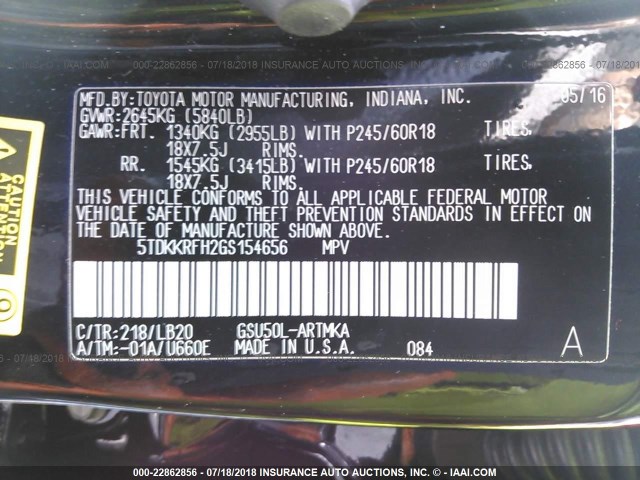 000-22862856 / 07/18/2018 INSURANCE AUTO AUCTIONS, INC. - © IAAI.COM
MFD.BY:TOYOTA MOTOR MANUFACTURING, INDIANA, INC. 05/16
GVWR:2645KG (5840LB)
GAWR:FRT. 1340KG (2955LB) WITH P245/60R18 TIRES,
18X7.5J RIMS,
RR. 1545KG (3415LB) WITH P245/60R18 TIRES,
18X7.5J RIMS,
THIS VEHICLE CONFORMS TO ALL APPLICABLE FEDERAL MOTOR
VEHICLE SAFETY AND THEFT PREVENTION STANDARDS IN EFFECT ON
THE DATE OF MANUFACTURE SHOWN ABOVE.
5TDKKRFH2GS154656 MPV
C/TR:218/LB20 GSU50L-ARTMKA
A/TM:-01A/U660E MADE IN U.S.A. 084 A
CAUTION
ATTENTION
000-22862856 - 07/18/2018 - INSURANCE AUTO AUCTIONS, INC. - © - IAAI.COM